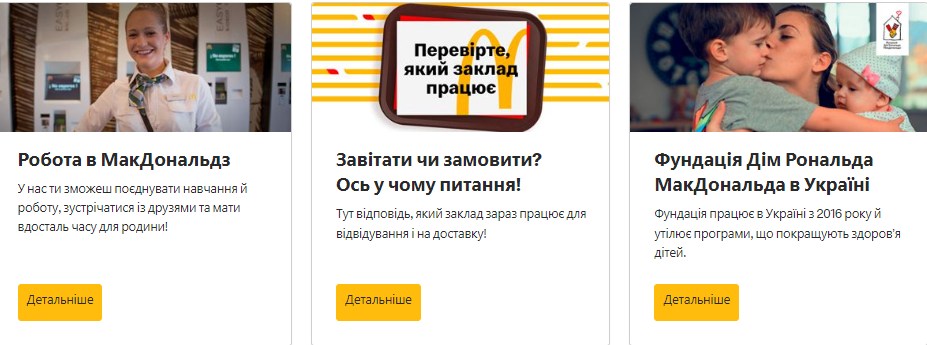 Перевірте,
який заклад
працює
Робота в МакДональдз
У нас ти зможеш поєднувати навчання й
роботу, зустрічатися із друзями та мати
вдосталь часу для родини!
Детальніше
Завітати чи замовити?
Ось у чому питання!
Тут відповідь, який заклад зараз працює для
відвідування і на доставку!
Детальніше
Фундація Дім Рональда
МакДональда в Україні
Фундація працює в Україні з 2016 року й
утілює програми, що покращують здоров'я
дітей.
Детальніше